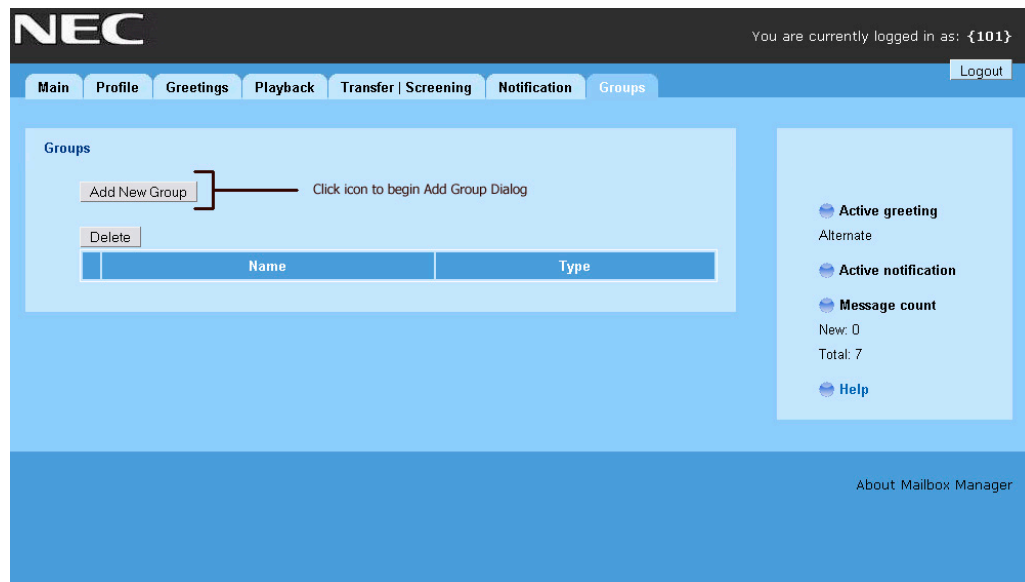 NEC
You are currently logged in as: {101}
Logout
Main Profile Greetings Playback Transfer | Screening Notification Groups
Groups
Add New Group
Click icon to begin Add Group Dialog
Delete
Name Type
Active greeting
Alternate
Active notification
Message count
New: 0
Total: 7
Help
About Mailbox Manager